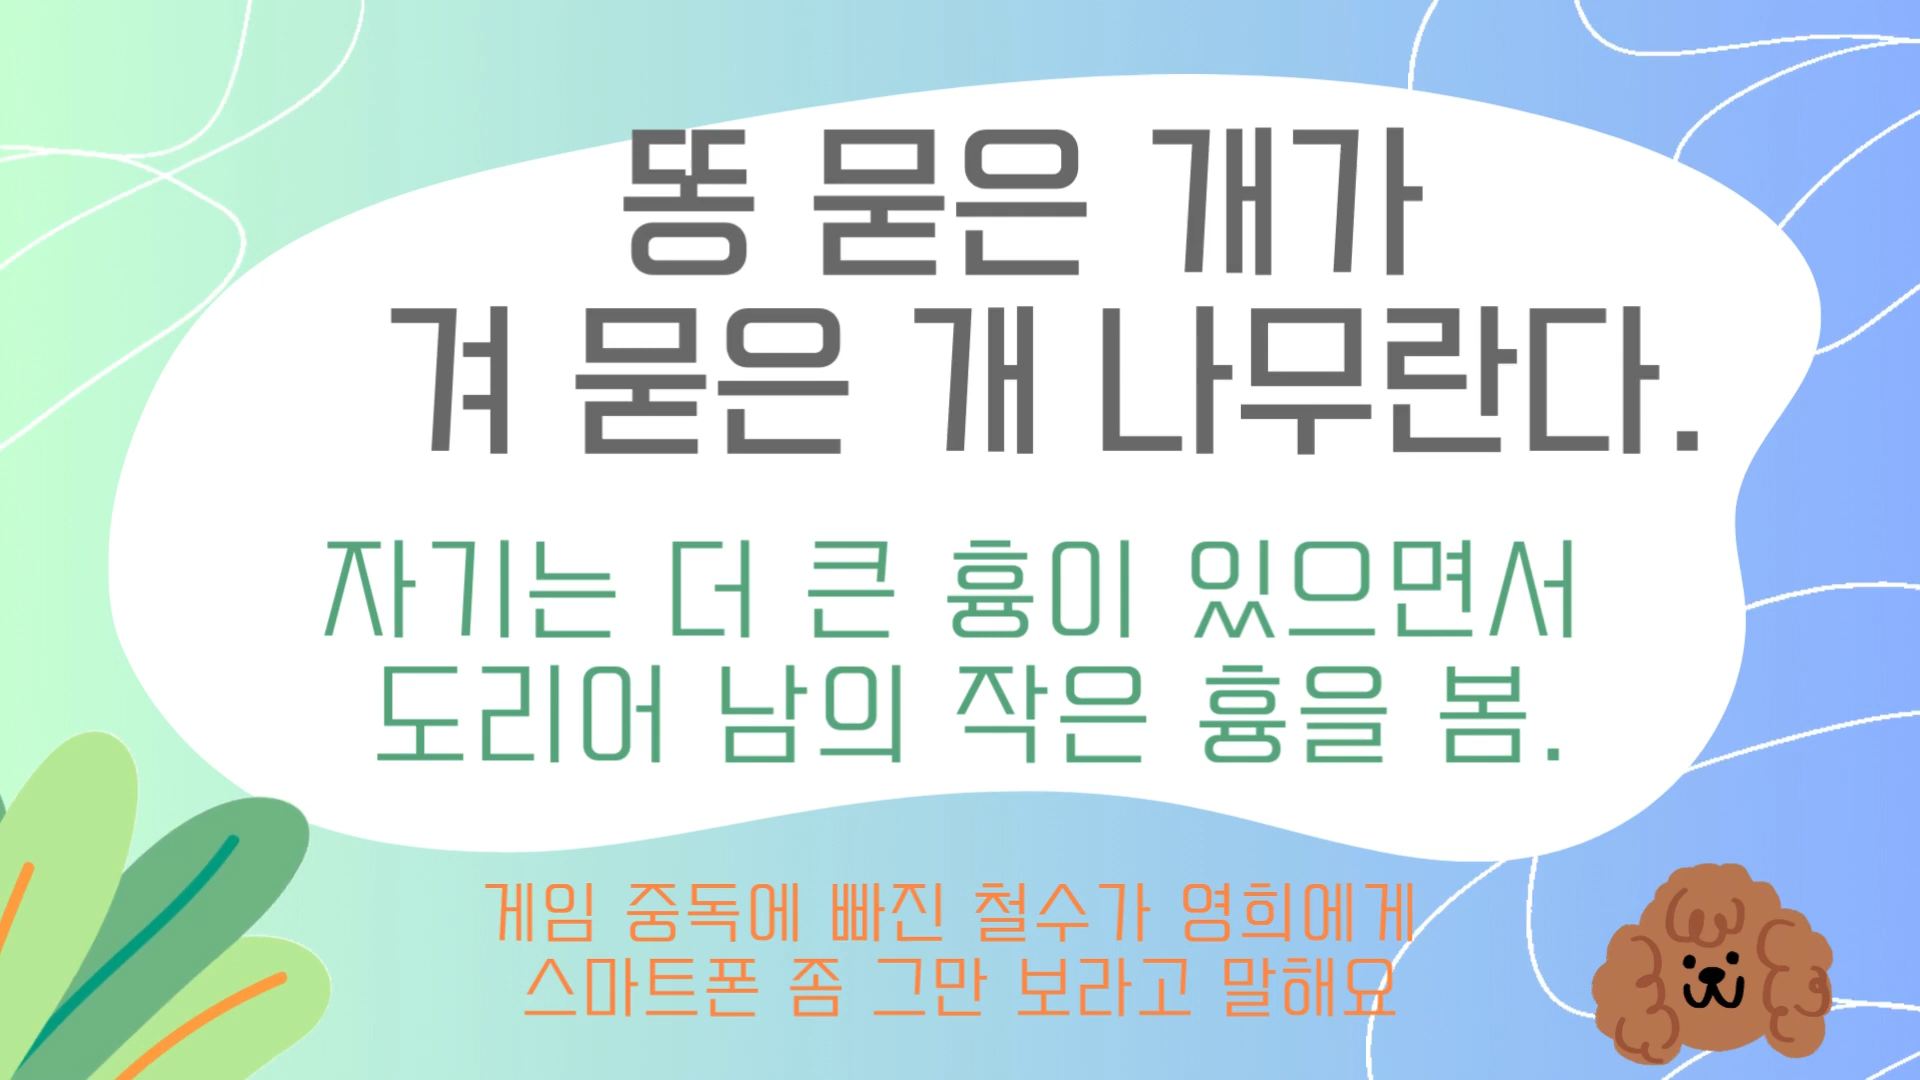 똥 묻은 개가
겨 묻은 개 나무란다.
자기는 더 큰 흉이 있으면서
도리어 남의 작은 흉을 봄.
게임 중독에 빠진 철수가 영희에게
스마트폰 좀 그만 보라고 말해요